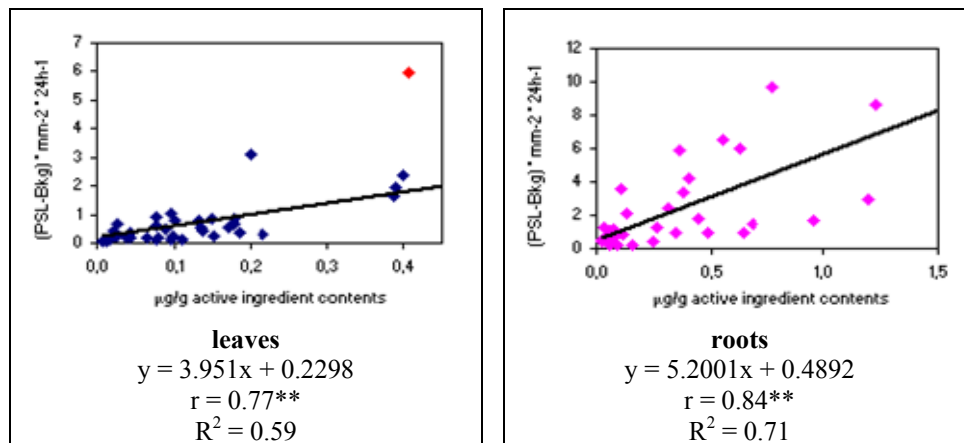 (PSL-Bkg) * mm-2 * 24h-1
7
6
5
4
3
2
1
0
0,0 0,1 0,2 0,3 0,4
µg/g active ingredient contents
leaves
y = 3.951x + 0.2298
r = 0.77**
R² = 0.59
(PSL-Bkg) * mm-2 * 24h-1
12
10
8
6
4
2
0
0,0 0,5 1,0 1,5
µg/g active ingredient contents
roots
y = 5.2001x + 0.4892
r = 0.84**
R² = 0.71